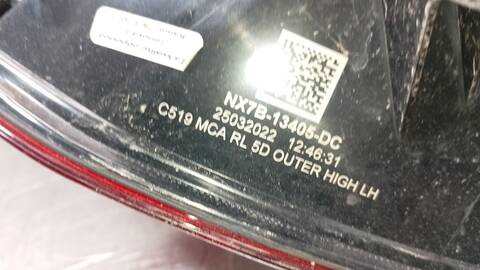 NX7B-13405-DC
25032022 12:46:31
C519 MCA RL 5D OUTER HIGH LH